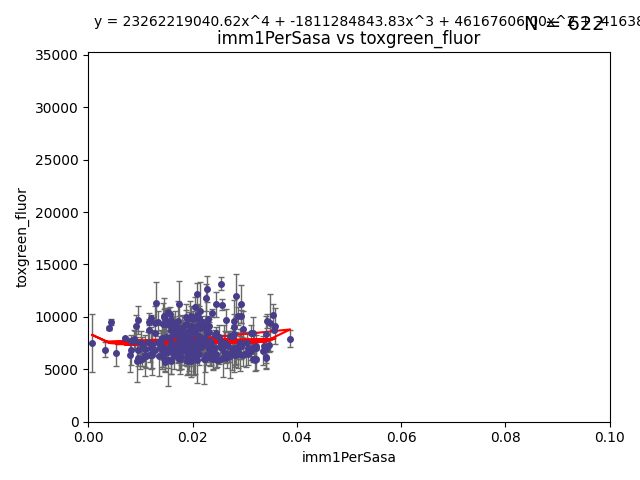 y = 23262219040.62x^4 + -1811284843.83x^3 + 46167606
N = 622
imm1PerSasa vs toxgreen_fluor
35000
30000
25000
20000
15000
10000
5000
0
toxgreen_fluor
0.00 0.02 0.04 0.06 0.08 0.10
imm1PerSasa